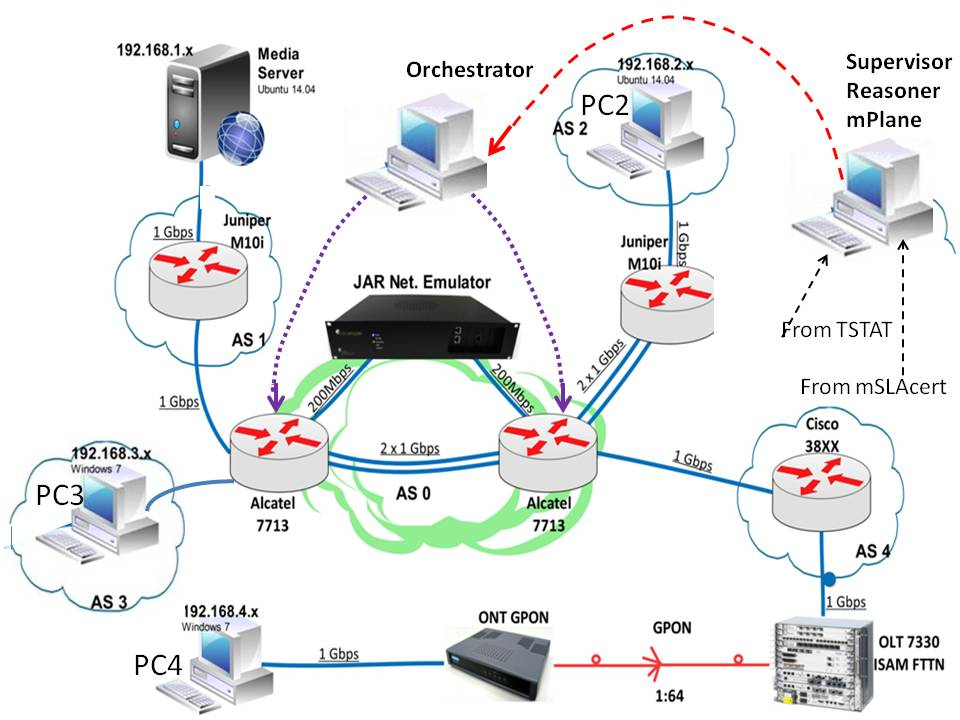 192.168.1.x
Media
Server
Ubuntu 14.04
Orchestrator
192.168.2.x
Ubuntu 14.04
PC2
AS 2
Supervisor
Reasoner
mPlane
Juniper
M10i
1 Gbps
AS 1
1 Gbps
Juniper
M10i
1 Gbps
JAR Net. Emulator
200Mbps
200Mbps
2 x 1 Gbps
From TSTAT
From mSLAcert
1 Gbps
2 x 1 Gbps
AS 0
Alcatel
7713
Alcatel
7713
1 Gbps
Cisco
38XX
AS 4
192.168.3.x
Windows 7
PC3
AS 3
192.168.4.x
Windows 7
PC4
1 Gbps
ONT GPON
GPON
1:64
1 Gbps
OLT 7330
ISAM FTTN